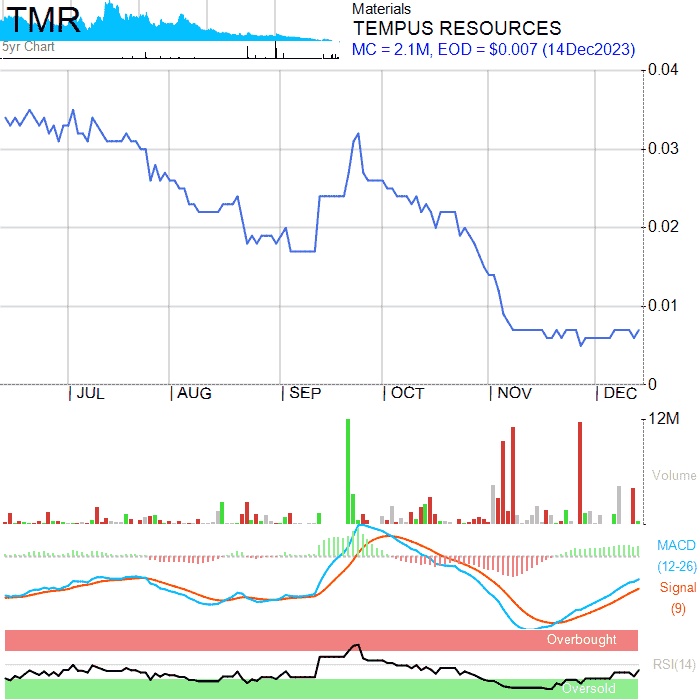 TMR
5yr Chart
Materials
TEMPUS RESOURCES
MC = 2.1M, EOD = $0.007 (14Dec2023)
0.04
0.03
0.02
0.01
0
JUL AUG SEP OCT NOV DEC
12M
Volume
MACD
(12-26)
Signal
(9)
Overbought
RSI(14)
Oversold